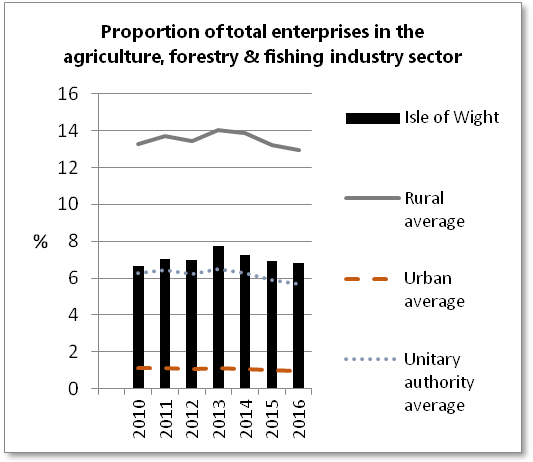 Proportion of total enterprises in the
agriculture, forestry & fishing industry sector
16
14
12
10
8
6
4
2
0
%
2010
2011
2012
2013
2014
2015
2016
Isle of Wight
Rural
average
Urban
average
Unitary
authority
average